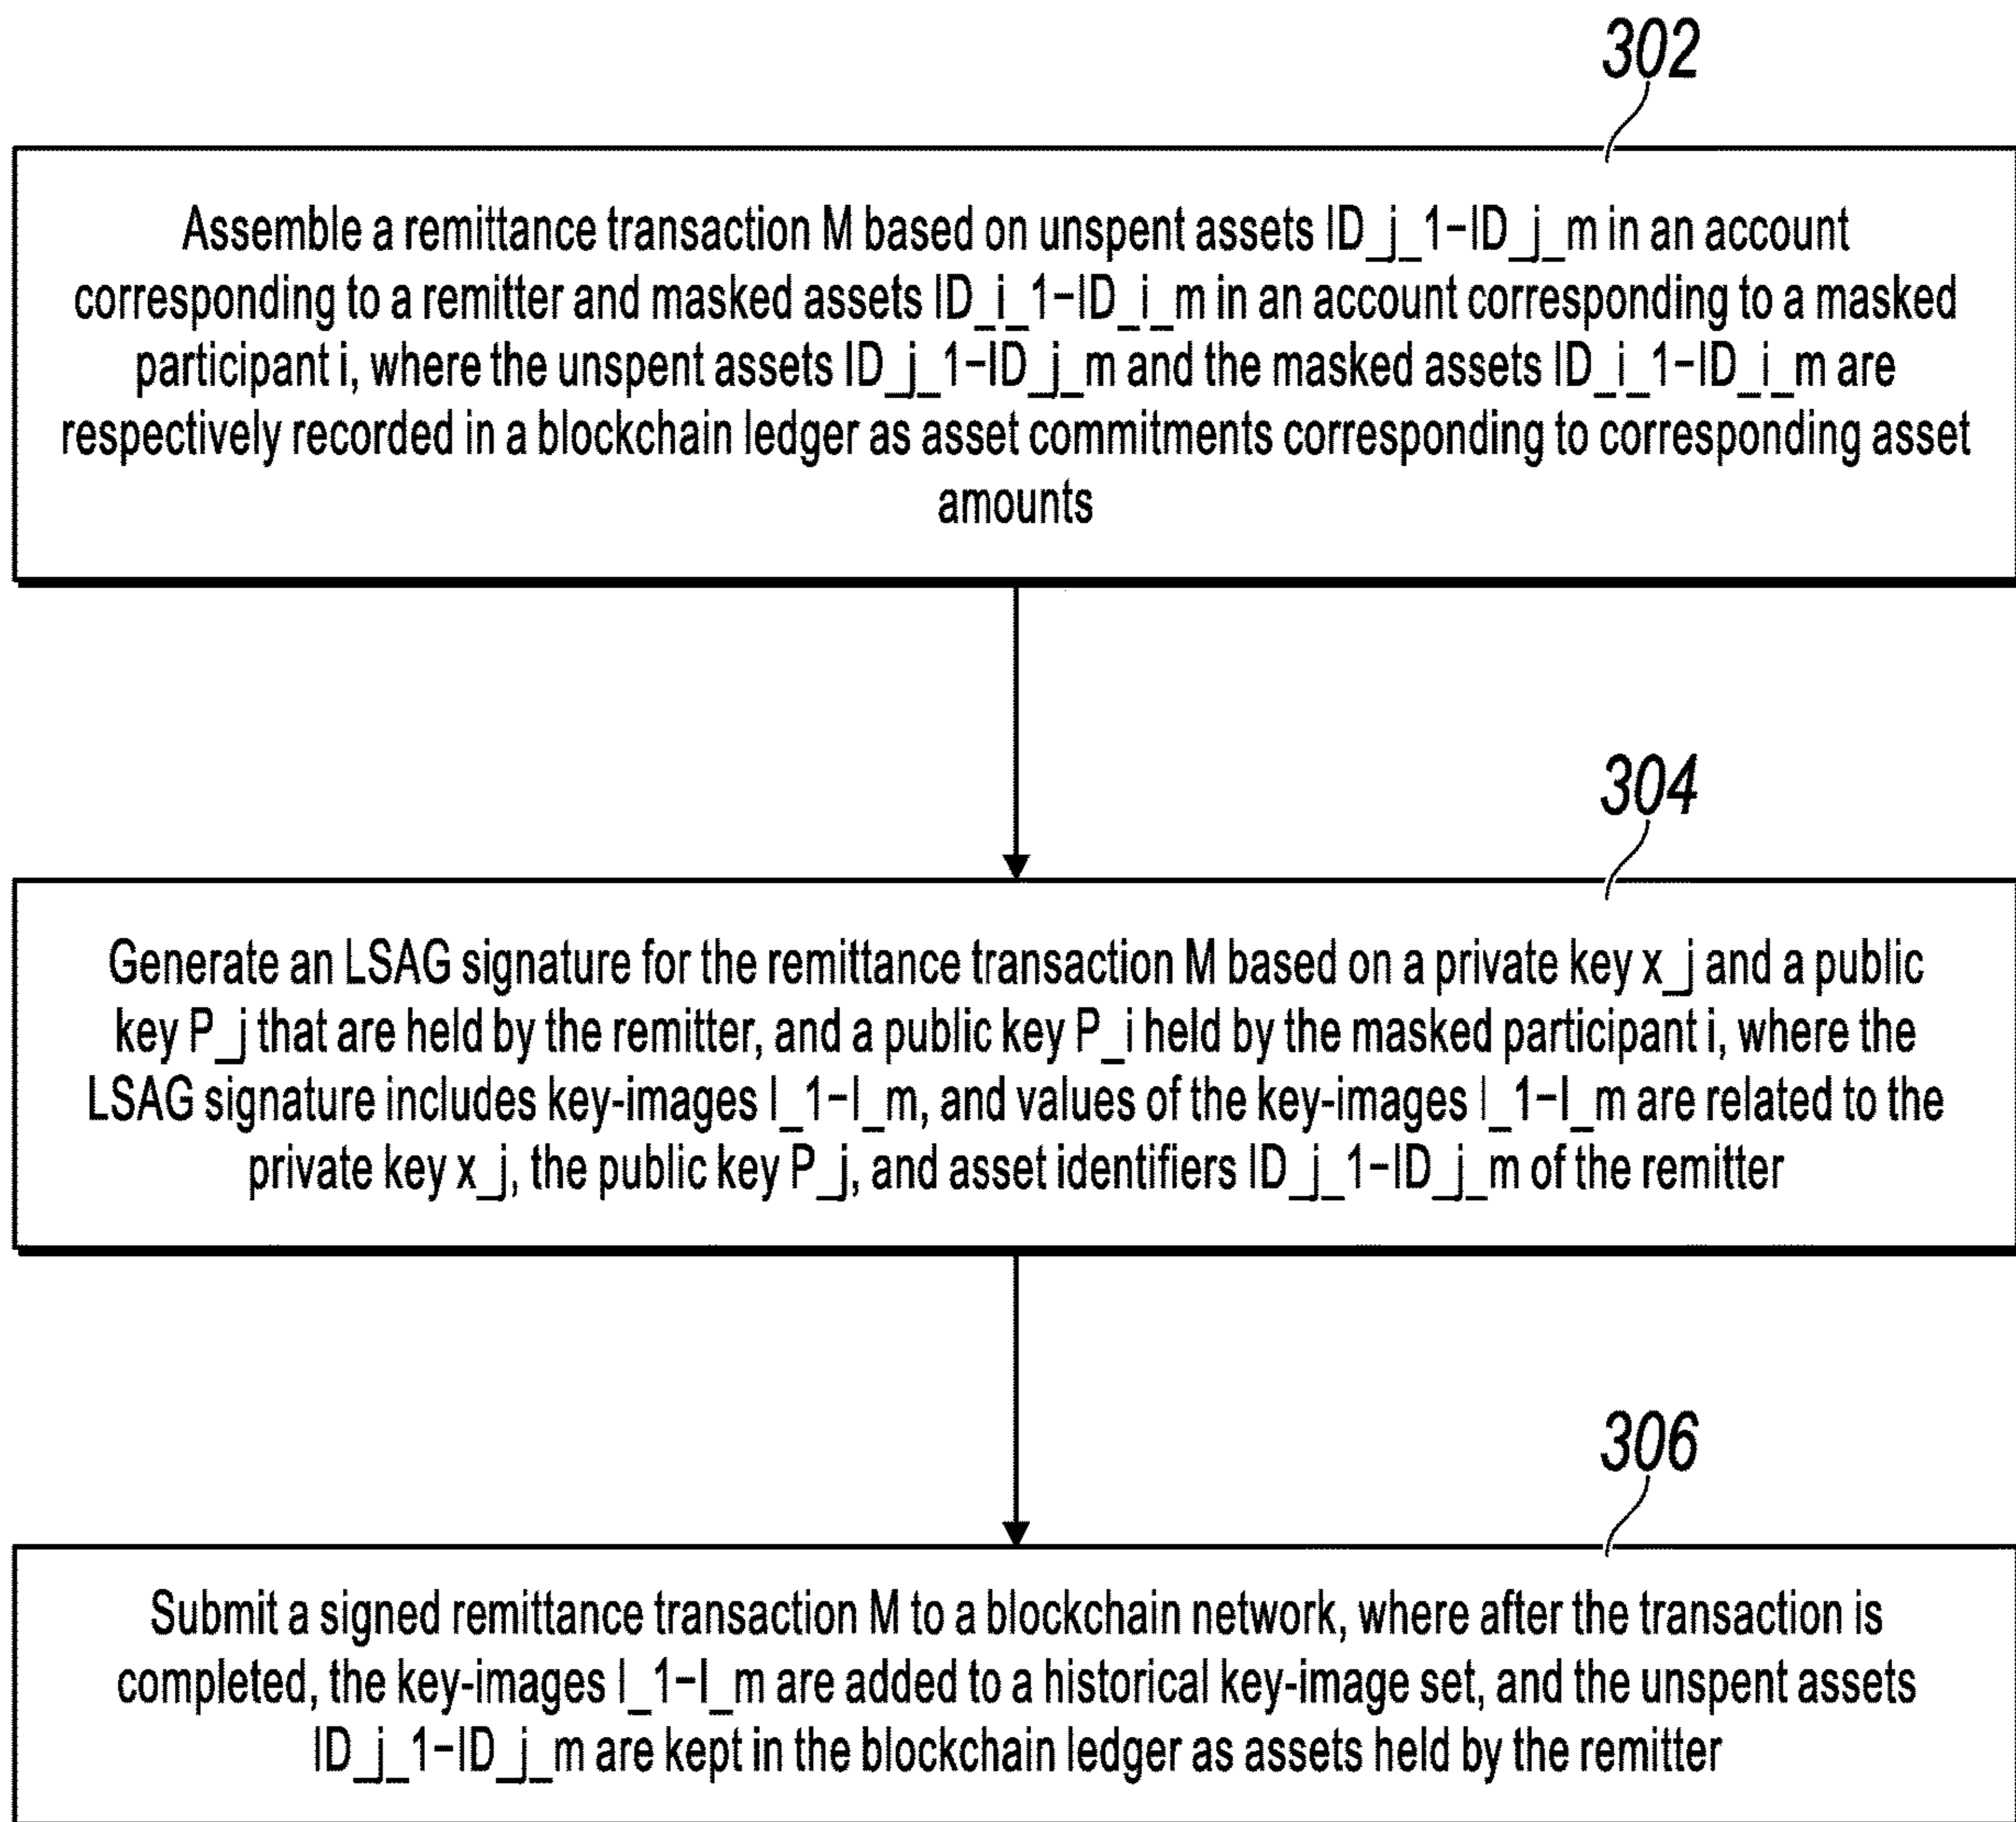 302
Assemble a remittance transaction M based on unspent assets ID_j_1-ID_j_m in an account
corresponding to a remitter and masked assets ID_i_1-ID_i_m in an account corresponding to a masked
participant i, where the unspent assets ID_j_1-ID_j_m and the masked assets ID_i_1-ID_i_m are
respectively recorded in a blockchain ledger as asset commitments corresponding to corresponding asset
amounts
304
Generate an LSAG signature for the remittance transaction M based on a private key x_j and a public
key P_j that are held by the remitter, and a public key P_i held by the masked participant i, where the
LSAG signature includes key-images I_1-I_m, and values of the key-images I_1-I_m are related to the
private key x_j, the public key P_j, and asset identifiers ID_j_1-ID_j_m of the remitter
306
Submit a signed remittance transaction M to a blockchain network, where after the transaction is
completed, the key-images I_1-I_m are added to a historical key-image set, and the unspent assets
ID_j_1-ID_j_m are kept in the blockchain ledger as assets held by the remitter